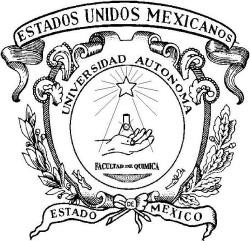 ESTADOS UNIDOS MEXICANOS
UNIVERSIDAD AUTONOMA
FACULTAD DE QUIMICA
ESTADO DE MEXICO